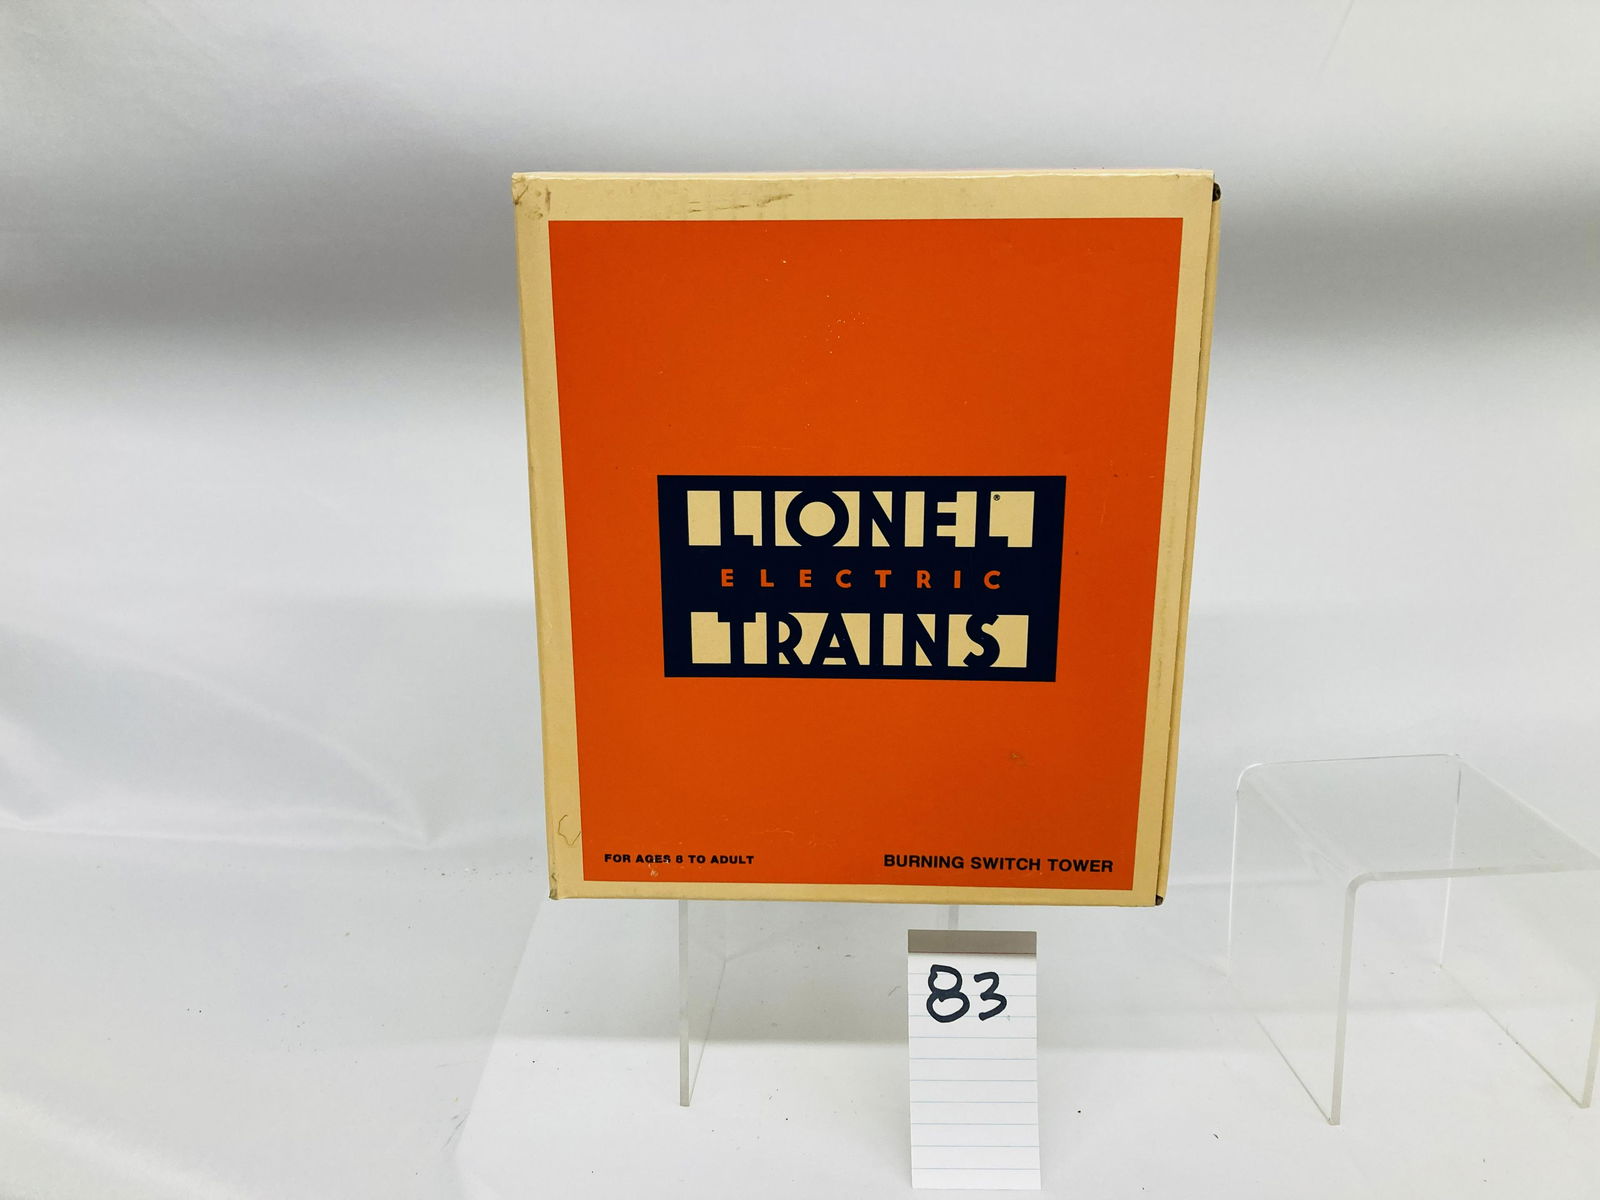 LIONEL®
ELECTRIC
TRAINS
FOR AGES 8 TO ADULT
BURNING SWITCH TOWER
83